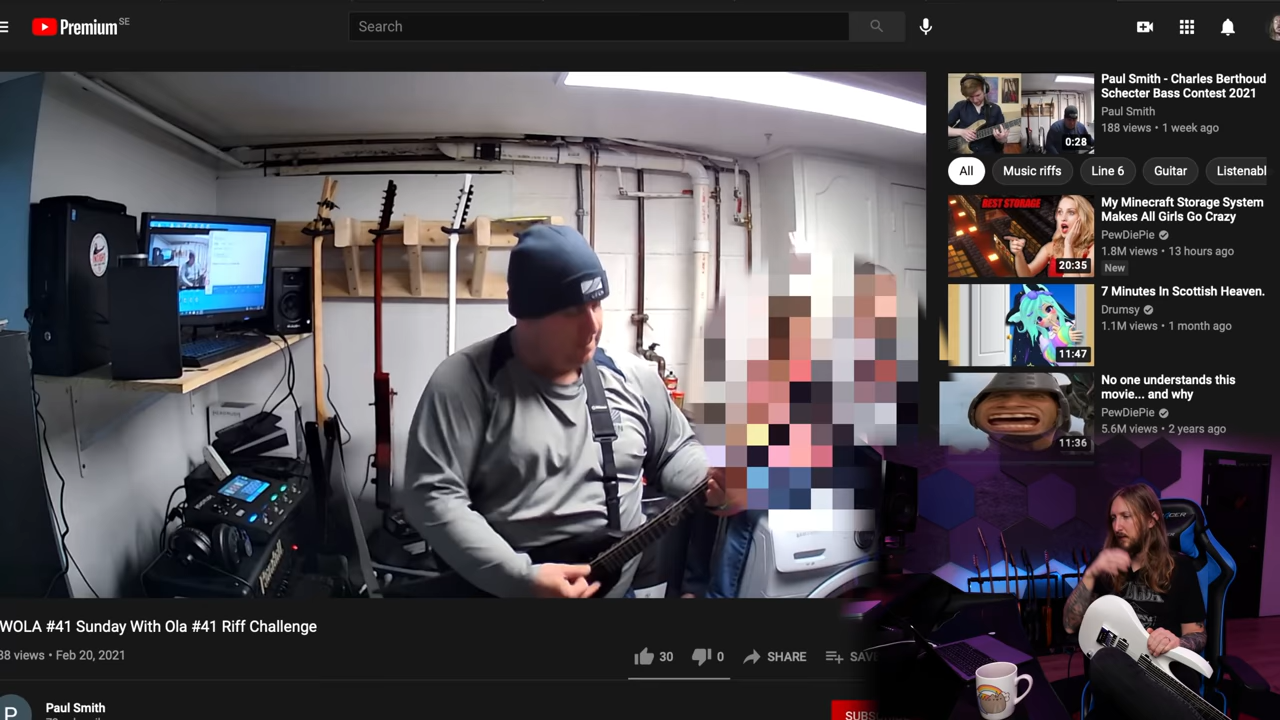 Premium SE
Search
Paul Smith - Charles Berthoud
Schecter Bass Contest 2021
Paul Smith
188 views • 1 week ago
0:28
All
Music riffs
Line 6
Guitar
Listenabl
BEST STORAGE
My Minecraft Storage System
Makes All Girls Go Crazy
PewDiePie
1.8M views • 13 hours ago
New
20:35
7 Minutes In Scottish Heaven.
Drumsy
1.1M views • 1 month ago
11:47
No one understands this
movie... and why
PewDiePie
5.6M views • 2 years ago
11:36
WOLA #41 Sunday With Ola #41 Riff Challenge
38 views • Feb 20, 2021
30
0
SHARE
SAVE
P
Paul Smith
SUBSC